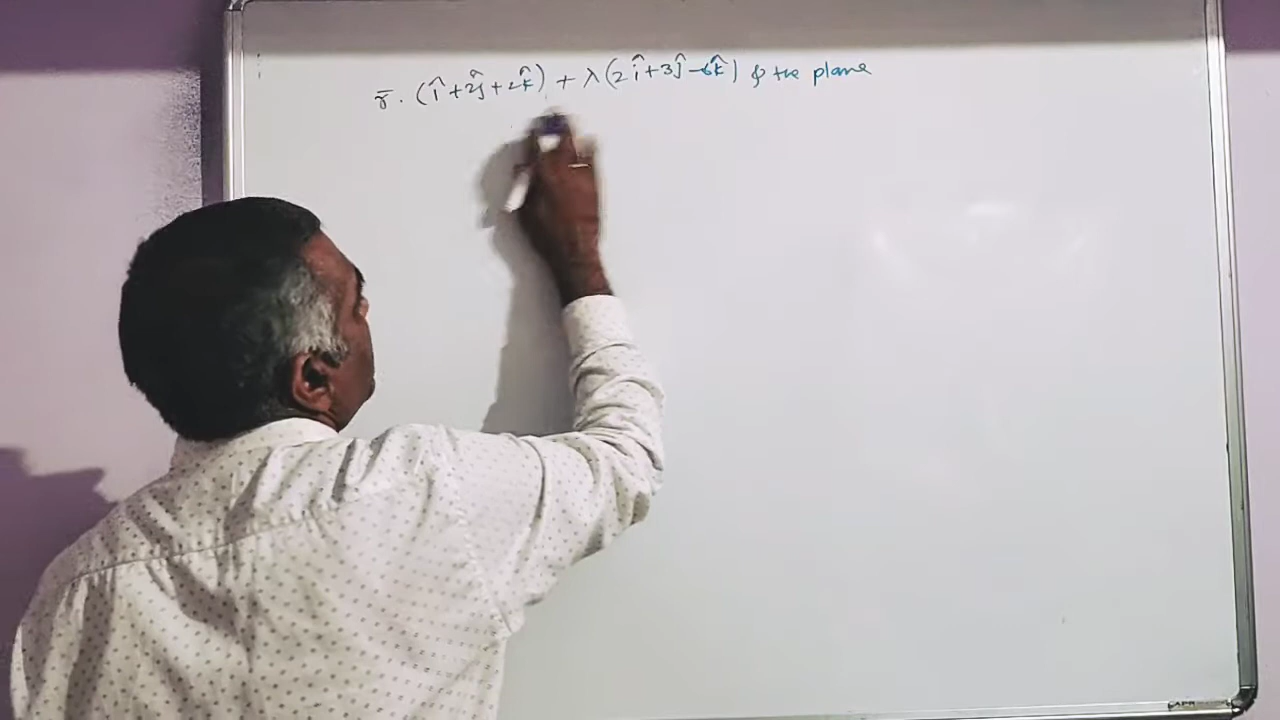 r̄. (î+2ĵ+2k̂) + λ(2î+3ĵ-6k̂) & the plane